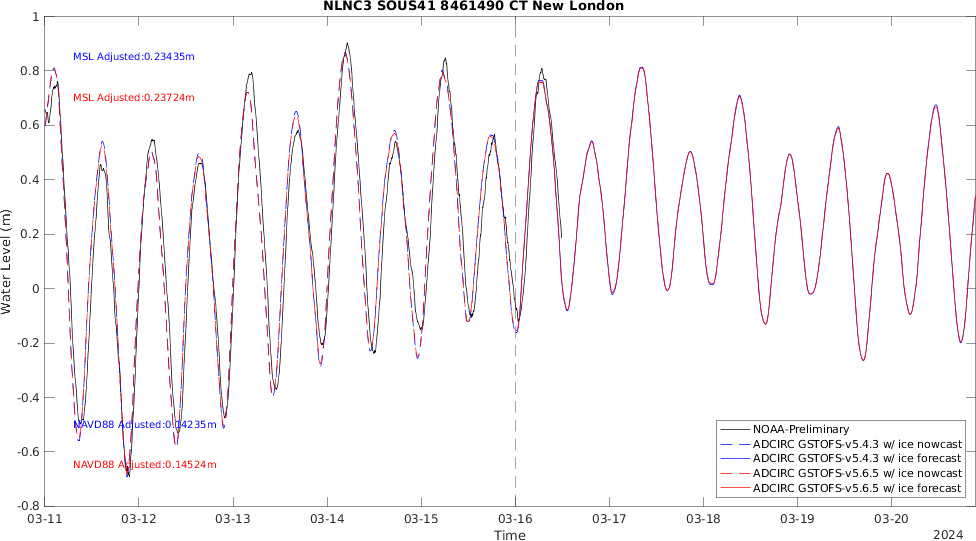 NLNC3 SOUS41 8461490 CT New London
1
0.8
0.6
0.4
0.2
0
-0.2
-0.4
-0.6
-0.8
Water Level (m)
MSL Adjusted:0.23435m
MSL Adjusted:0.23724m
NAVD88 Adjusted:0.14235m
NAVD88 Adjusted:0.14524m
NOAA-Preliminary
ADCIRC GSTOFS-v5.4.3 w/ ice nowcast
ADCIRC GSTOFS-v5.4.3 w/ ice forecast
ADCIRC GSTOFS-v5.6.5 w/ ice nowcast
ADCIRC GSTOFS-v5.6.5 w/ ice forecast
03-11 03-12 03-13 03-14 03-15 03-16 03-17 03-18 03-19 03-20
Time
2024